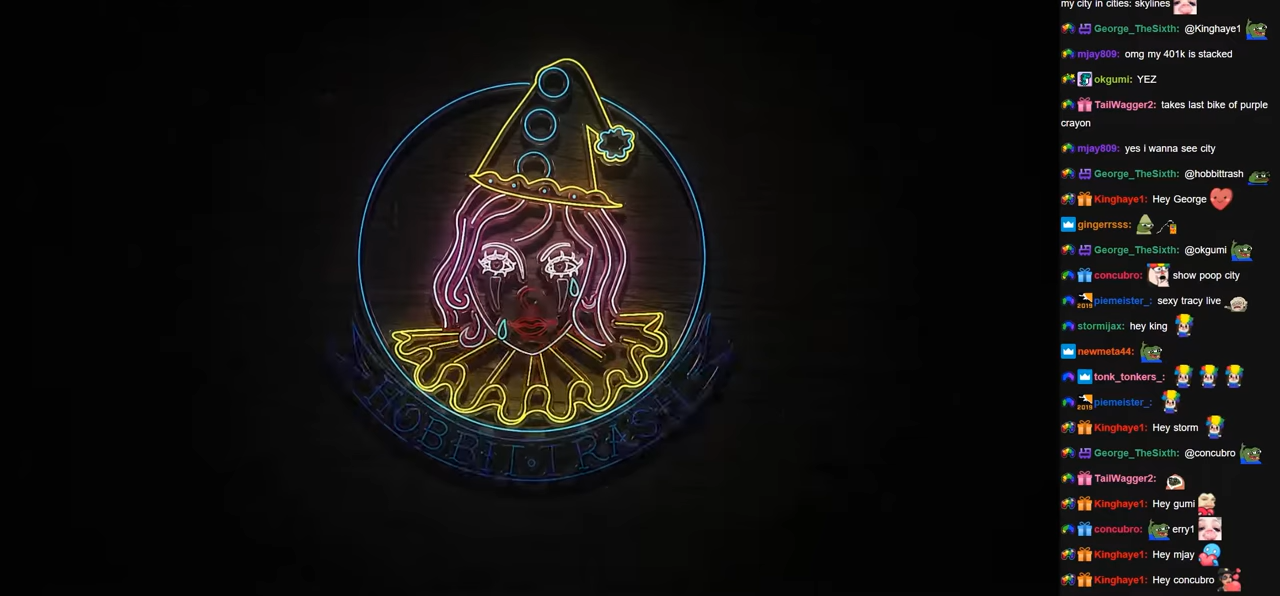 HOBBIT TRASH
my city in cities: skylines
George_TheSixth: @Kinghaye1
mjay809: omg my 401k is stacked
okgumi: YEZ
TailWagger2: takes last bike of purple
crayon
mjay809: yes i wanna see city
George_TheSixth: @hobbittrash
Kinghaye1: Hey George
gingerrsss:
George_TheSixth: @okgumi
concubro: show poop city
2019 piemeister_: sexy tracy live
stormijax: hey king
newmeta44:
tonk_tonkers_:
2019 piemeister_:
Kinghaye1: Hey storm
George_TheSixth: @concubro
TailWagger2:
Kinghaye1: Hey gumi
concubro: erry1
Kinghaye1: Hey mjay
Kinghaye1: Hey concubro